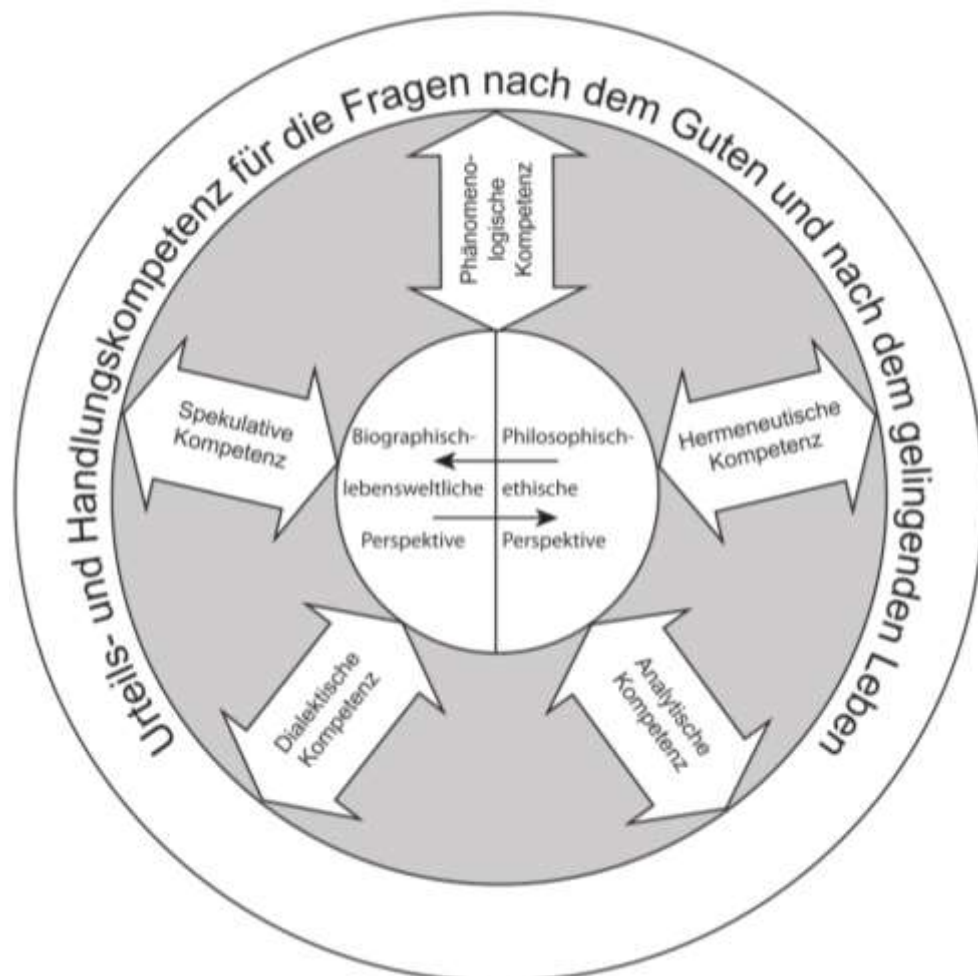 Urteils- und Handlungskompetenz für die Fragen nach dem Guten und nach dem gelingenden Leben
Phänomeno-
logische
Kompetenz
Spekulative
Kompetenz
Hermeneutische
Kompetenz
Biographisch-
lebensweltliche
Perspektive
Philosophisch-
ethische
Perspektive
Dialektische
Kompetenz
Analytische
Kompetenz